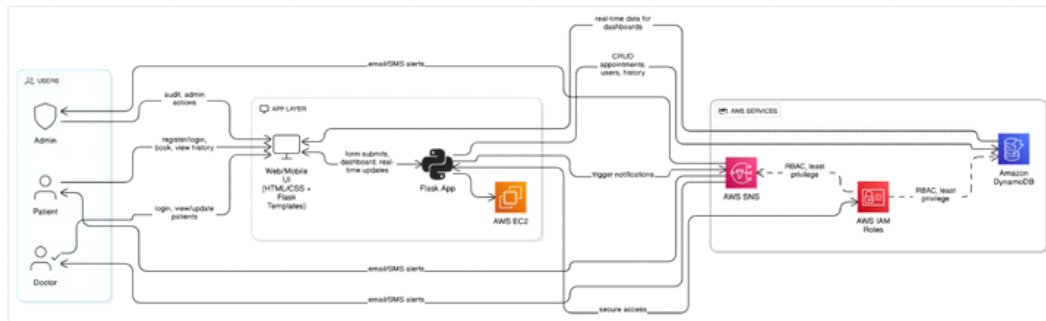 real-time data for
dashboards
CRUD
appointments,
users, history
email/SMS alerts
USERS
audit, admin
actions
Admin
APP LAYER
AWS SERVICES
register/login,
book, view history
Web/Mobile
UI
[HTML/CSS +
Flask
Templates]
form submits,
dashboard, real-
time updates
Flask App
trigger notifications
AWS SNS
RBAC, least
privilege
Amazon
DynamoDB
Patient
login, view/update
patients
AWS EC2
AWS IAM
Roles
RBAC, least
privilege
Doctor
email/SMS alerts
email/SMS alerts
secure access